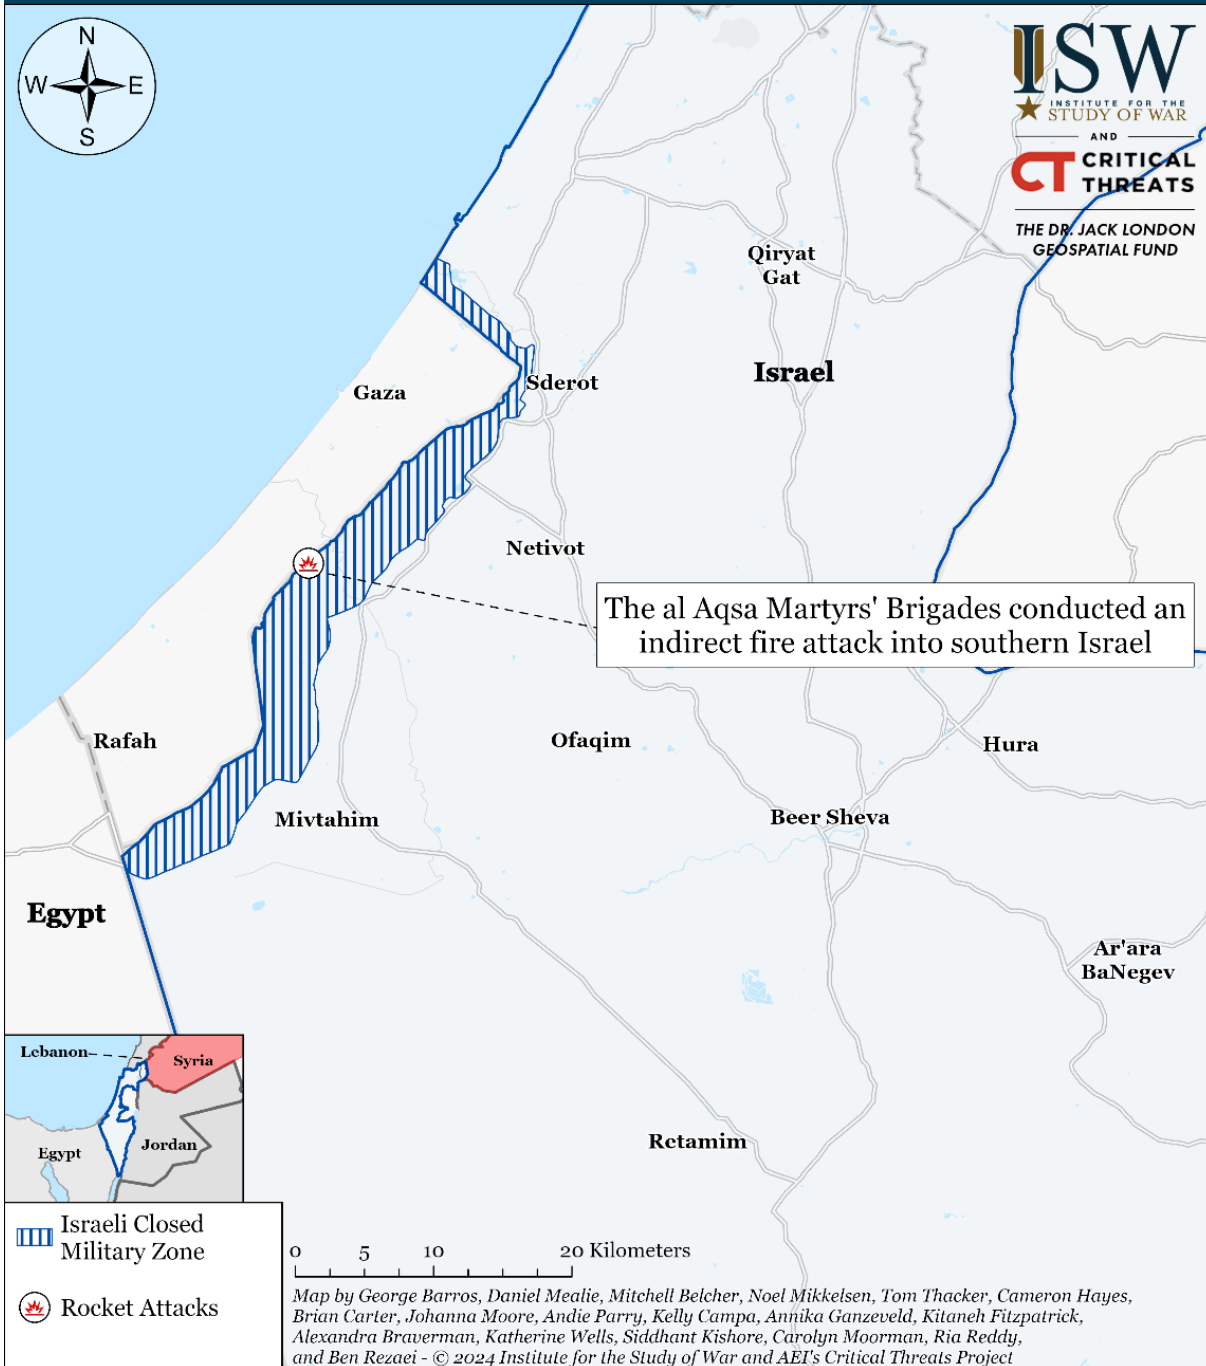 N
W
E
S
ISW
INSTITUTE FOR THE
STUDY OF WAR
AND
CT CRITICAL
THREATS
THE DR. JACK LONDON
GEOSPATIAL FUND
Qiryat
Gat
Israel
Gaza
Sderot
Netivot
The al Aqsa Martyrs' Brigades conducted an
indirect fire attack into southern Israel
Rafah
Ofaqim
Hura
Mivtahim
Beer Sheva
Egypt
Ar'ara
BaNegev
Lebanon
Syria
Jordan
Egypt
Retamim
Israeli Closed
Military Zone
Rocket Attacks
0 5 10 20 Kilometers
Map by George Barros, Daniel Mealie, Mitchell Belcher, Noel Mikkelsen, Tom Thacker, Cameron Hayes,
Brian Carter, Johanna Moore, Andie Parry, Kelly Campa, Annika Ganzeveld, Kitaneh Fitzpatrick,
Alexandra Braverman, Katherine Wells, Siddhant Kishore, Carolyn Moorman, Ria Reddy,
and Ben Rezaei - © 2024 Institute for the Study of War and AEI's Critical Threats Project